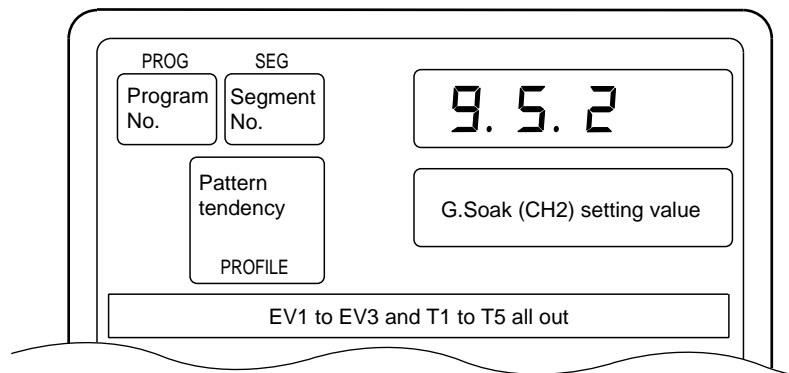 PROG SEG
Program No.
Segment No.
9. 5. 2
Pattern tendency
PROFILE
G.Soak (CH2) setting value
EV1 to EV3 and T1 to T5 all out